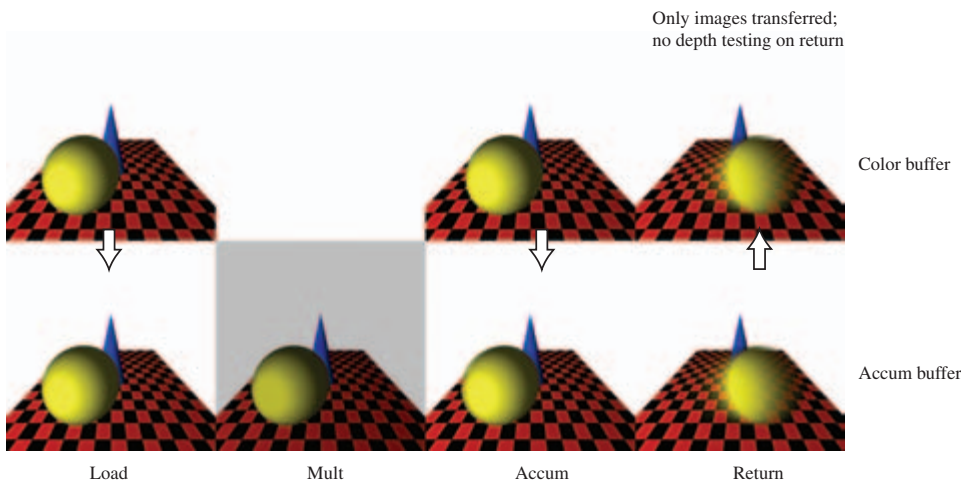 Only images transferred;
no depth testing on return
Color buffer
Accum buffer
Load
Mult
Accum
Return